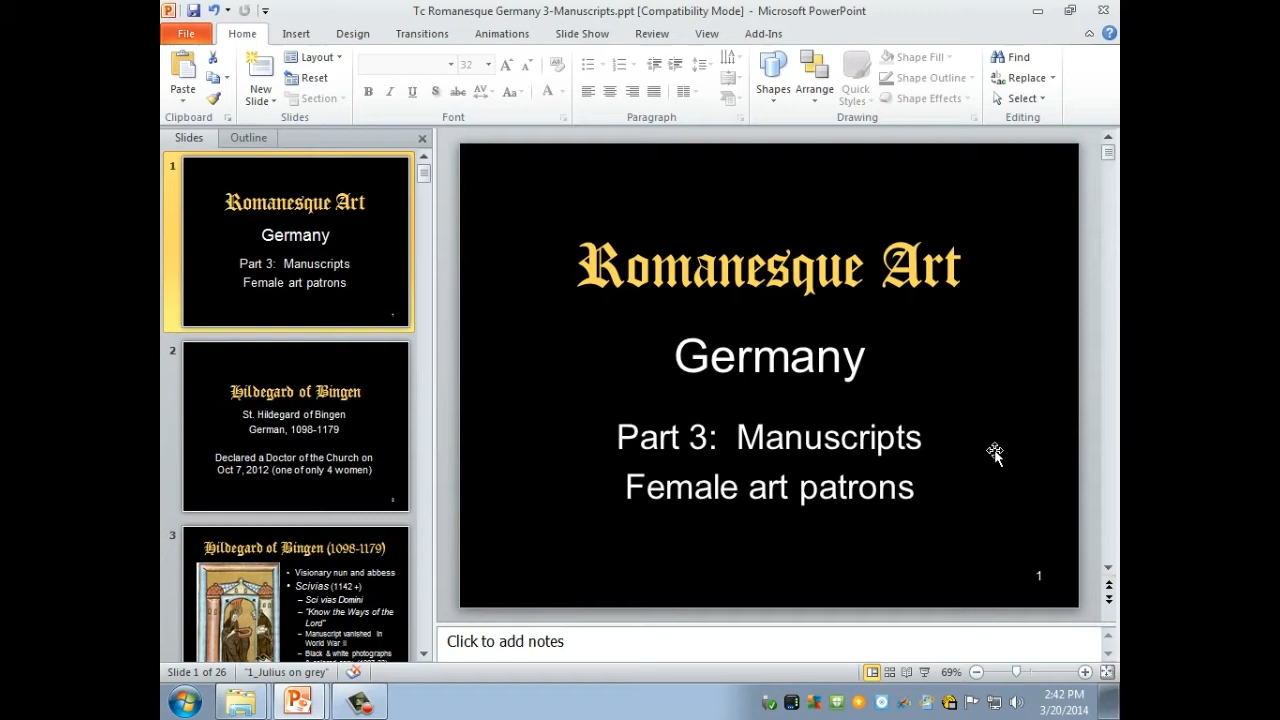 Tc Romanesque Germany 3-Manuscripts.ppt [Compatibility Mode] - Microsoft PowerPoint
File Home Insert Design Transitions Animations Slide Show Review View Add-Ins
Paste
Clipboard
New
Slide
Layout
Reset
Section
Slides
32
Font
Paragraph
Shapes
Arrange
Quick
Styles
Shape Fill
Shape Outline
Shape Effects
Drawing
Find
Replace
Select
Editing
Slides Outline
1
Romanesque Art
Germany
Part 3: Manuscripts
Female art patrons
2
Hildegard of Bingen
St. Hildegard of Bingen
German, 1098-1179
Declared a Doctor of the Church on
Oct 7, 2012 (one of only 4 women)
3
Hildegard of Bingen (1098-1179)
• Visionary nun and abbess
• Scivias (1142 +)
– Sci vias Domini
– "Know the Ways of the
Lord"
– Manuscript vanished in
World War II
– Black & white photographs
Romanesque Art
Germany
Part 3: Manuscripts
Female art patrons
1
Click to add notes
Slide 1 of 26 "1_Julius on grey" 69%
2:42 PM
3/20/2014